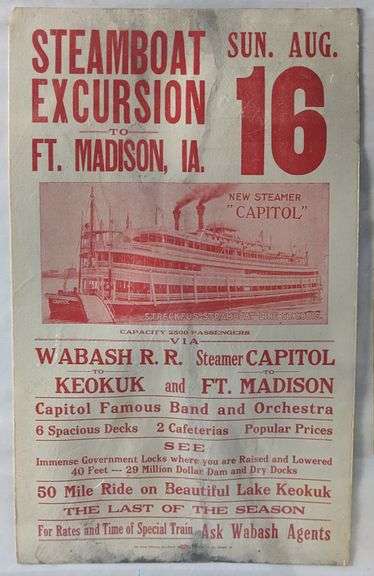 STEAMBOAT
EXCURSION
TO
FT. MADISON, IA.
SUN. AUG.
16
NEW STEAMER
"CAPITOL"
CAPACITY 2500 PASSENGERS
VIA
WABASH R. R. Steamer CAPITOL
TO TO
KEOKUK and FT. MADISON
Capitol Famous Band and Orchestra
6 Spacious Decks 2 Cafeterias Popular Prices
SEE
Immense Government Locks where you are Raised and Lowered
40 Feet --- 29 Million Dollar Dam and Dry Docks
50 Mile Ride on Beautiful Lake Keokuk
THE LAST OF THE SEASON
For Rates and Time of Special Train, Ask Wabash Agents